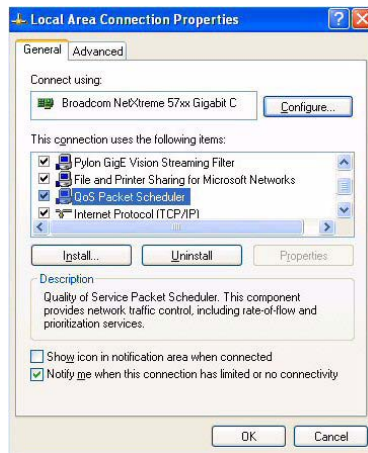 Local Area Connection Properties
General Advanced
Connect using:
Broadcom NetXtreme 57xx Gigabit C
Configure...
This connection uses the following items:
Pylon GigE Vision Streaming Filter
File and Printer Sharing for Microsoft Networks
QoS Packet Scheduler
Internet Protocol (TCP/IP)
Install... Uninstall Properties
Description
Quality of Service Packet Scheduler. This component
provides network traffic control, including rate-of-flow and
prioritization services.
Show icon in notification area when connected
Notify me when this connection has limited or no connectivity
OK Cancel